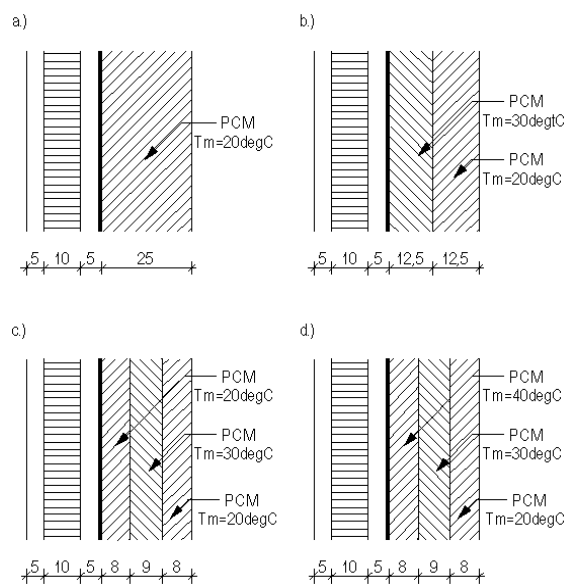 a.)
PCM
Tm=20degC
5 10 5 25
b.)
PCM
Tm=30degtC
PCM
Tm=20degC
5 10 5 12,5 12,5
c.)
PCM
Tm=20degC
PCM
Tm=30degC
PCM
Tm=20degC
5 10 5 8 9 8
d.)
PCM
Tm=40degC
PCM
Tm=30degC
PCM
Tm=20degC
5 10 5 8 9 8